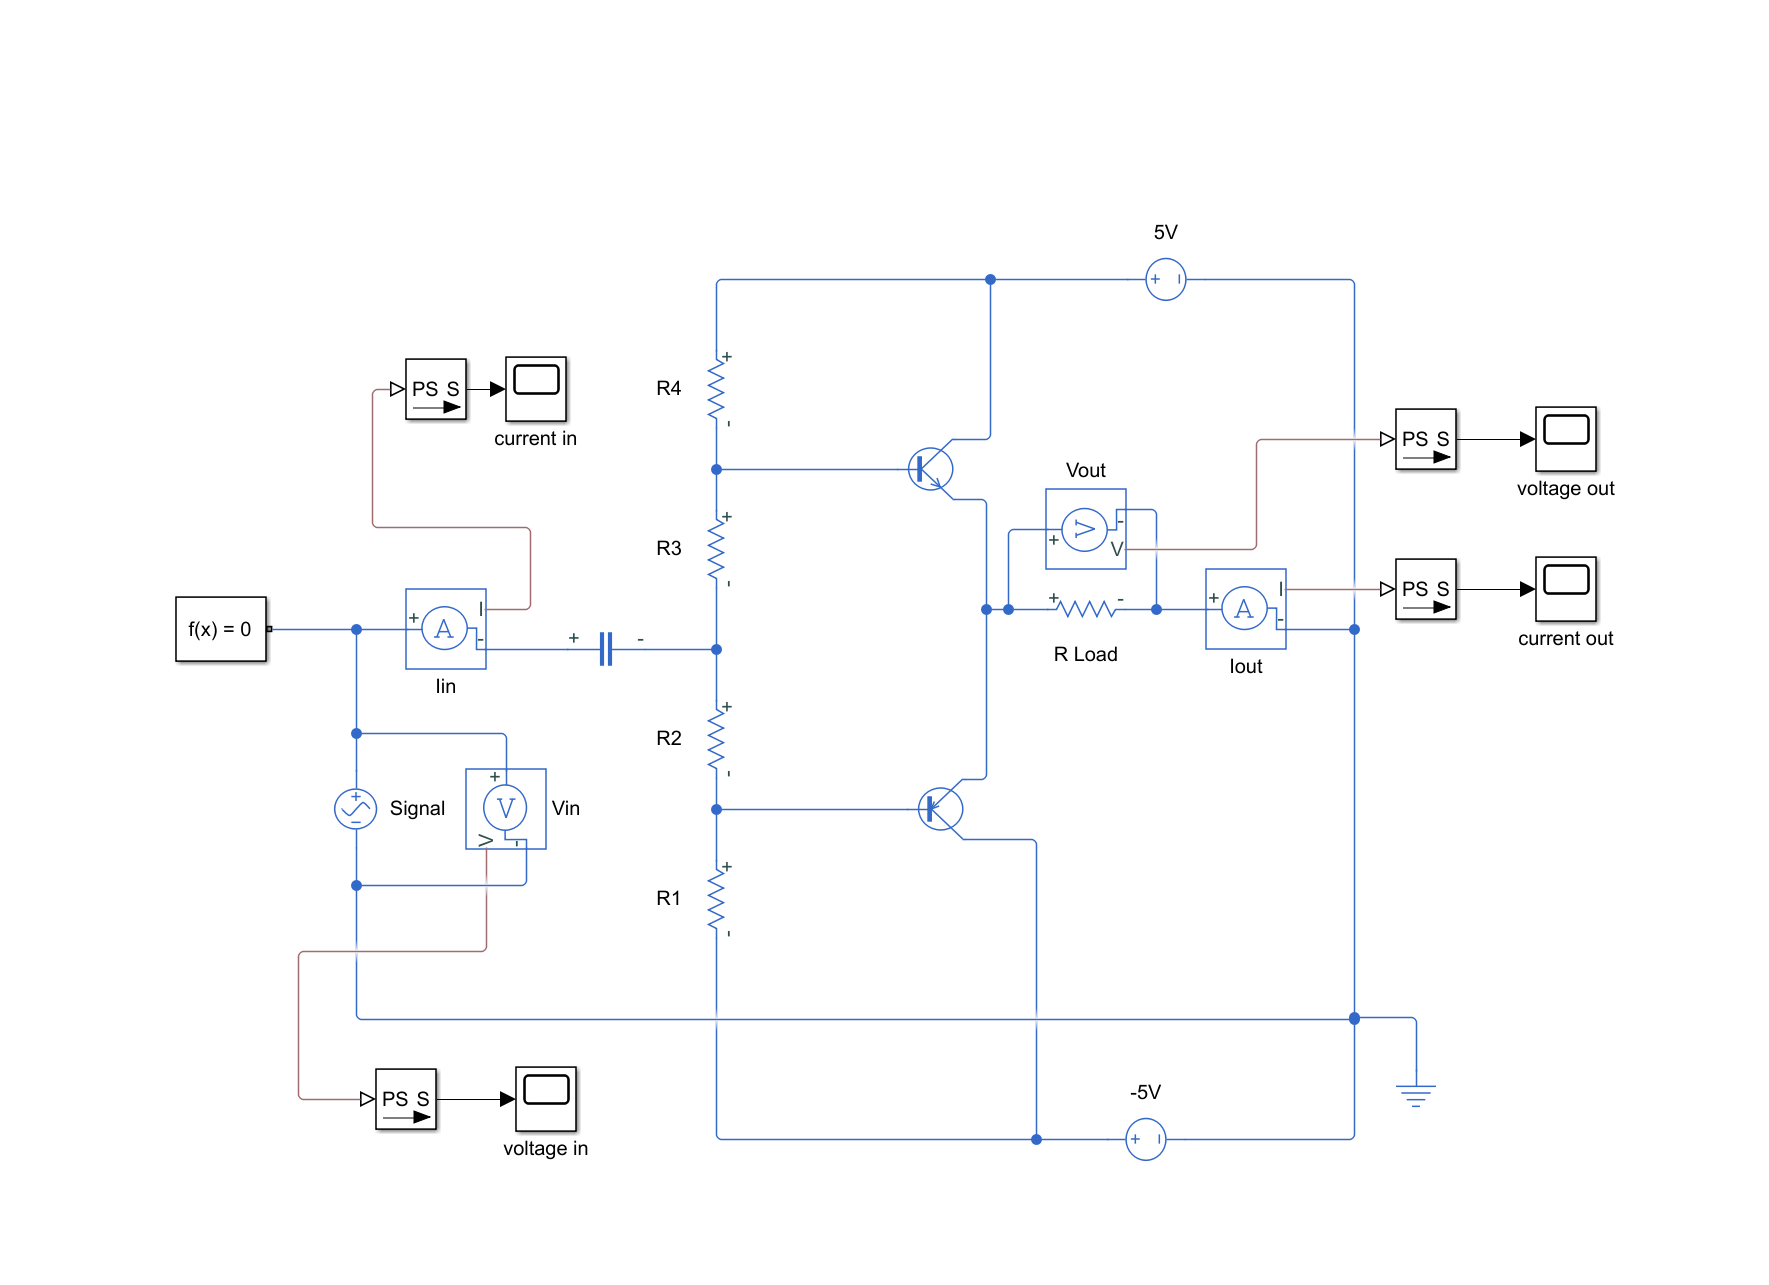 5V
R4
PS S
current in
PS S
voltage out
Vout
V
V
R3
PS S
current out
f(x) = 0
A
I
Iin
R Load
A
I
Iout
R2
Signal
V
V
Vin
R1
-5V
PS S
voltage in